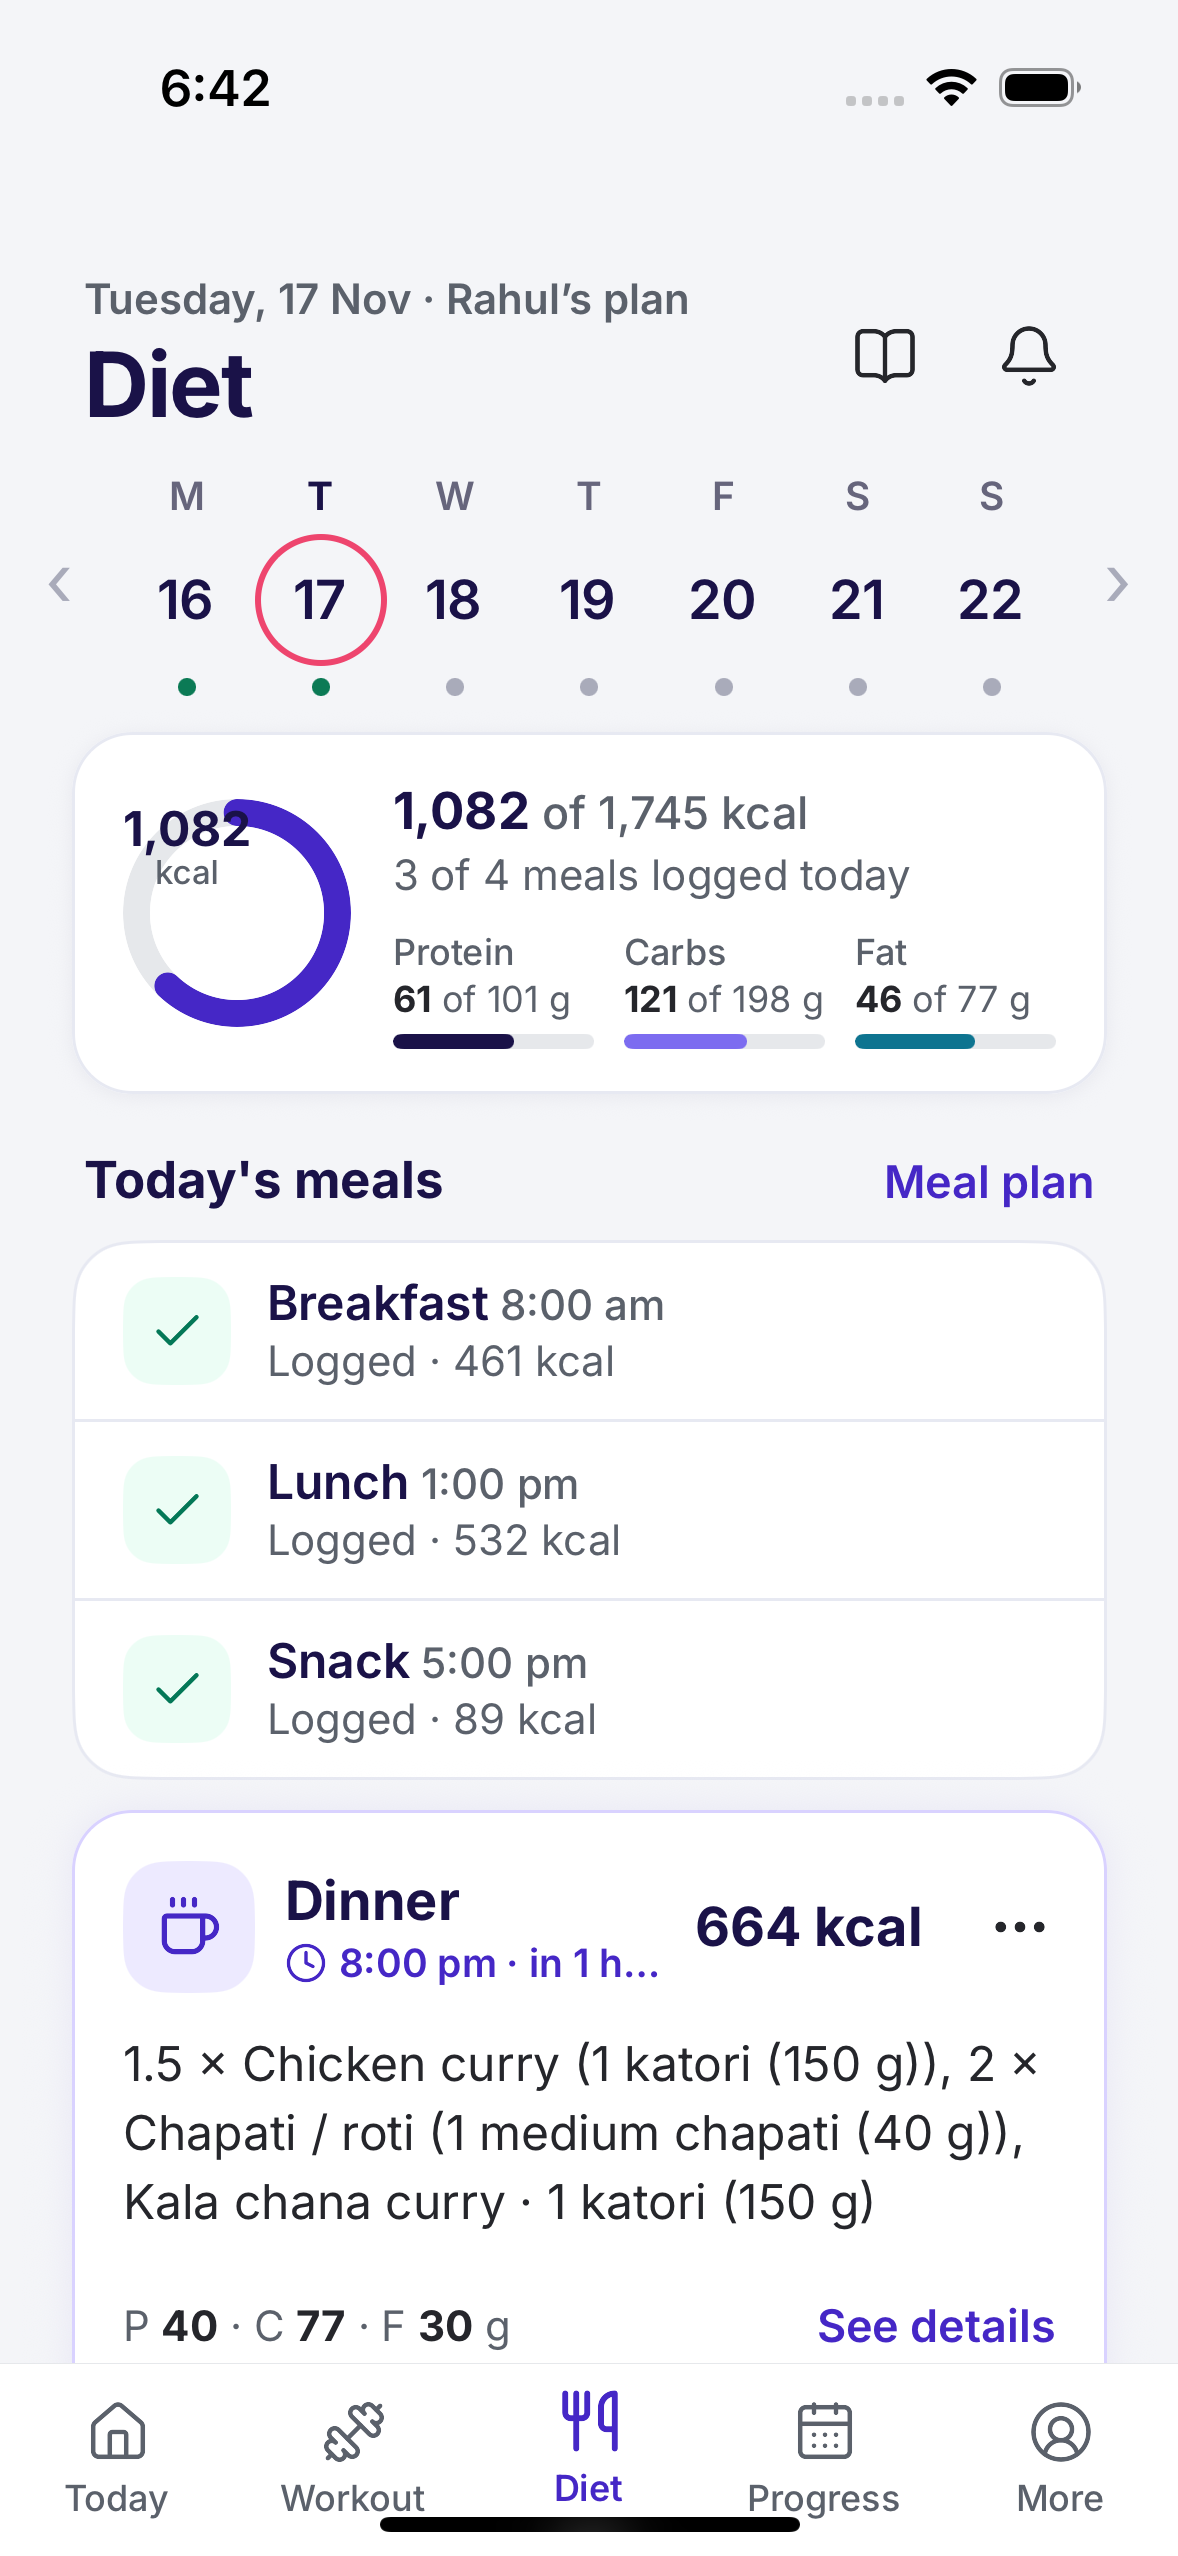 6:42
Tuesday, 17 Nov · Rahul’s plan
Diet
M T W T F S S
‹ 16 17 18 19 20 21 22 ›
1,082
kcal
1,082 of 1,745 kcal
3 of 4 meals logged today
Protein Carbs Fat
61 of 101 g 121 of 198 g 46 of 77 g
Today's meals Meal plan
Breakfast 8:00 am
Logged · 461 kcal
Lunch 1:00 pm
Logged · 532 kcal
Snack 5:00 pm
Logged · 89 kcal
Dinner
8:00 pm · in 1 h...
664 kcal
1.5 × Chicken curry (1 katori (150 g)), 2 ×
Chapati / roti (1 medium chapati (40 g)),
Kala chana curry · 1 katori (150 g)
P 40 · C 77 · F 30 g See details
Today Workout Diet Progress More